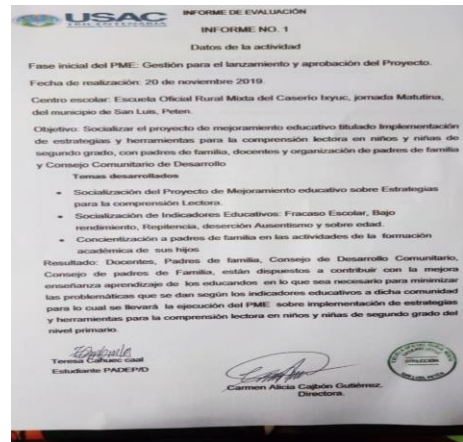 USAC
TRICENTENARIA
INFORME DE EVALUACIÓN
INFORME NO. 1
Datos de la actividad
Fase inicial del PME: Gestión para el lanzamiento y aprobación del Proyecto.
Fecha de realización: 20 de noviembre 2019.
Centro escolar: Escuela Oficial Rural Mixta del Caserío Ixyuc, jornada Matutina,
del municipio de San Luis, Peten.
Objetivo: Socializar el proyecto de mejoramiento educativo titulado Implementación
de estrategias y herramientas para la comprensión lectora en niños y niñas de
segundo grado, con padres de familia, docentes y organización de padres de familia
y Consejo Comunitario de Desarrollo
Temas desarrollados
• Socialización del Proyecto de Mejoramiento educativo sobre Estrategias
para la comprensión Lectora.
• Socialización de Indicadores Educativos: Fracaso Escolar, Bajo
rendimiento, Repitencia, deserción Ausentismo y sobre edad.
• Concientización a padres de familia en las actividades de la formación
académica de sus hijos
Resultado: Docentes, Padres de familia, Consejo de Desarrollo Comunitario,
Consejo de padres de Familia, están dispuestos a contribuir con la mejora
enseñanza aprendizaje de los educandos en lo que sea necesario para minimizar
las problemáticas que se dan según los indicadores educativos a dicha comunidad
para lo cual se llevará la ejecución del PME sobre implementación de estrategias
y herramientas para la comprensión lectora en niños y niñas de segundo grado del
nivel primario.
Teresa Cahuec caal
Estudiante PADEP/D
Carmen Alicia Cajbón Gutiérrez.
Directora.
DIRECCIÓN